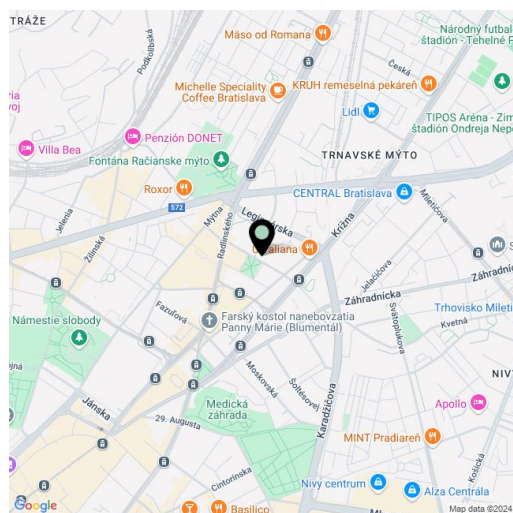 TRÁŽE
Podkolibská
Mäso od Romana
Národný futbal
štadión - Tehelné P
Michelle Speciality
Coffee Bratislava
Česká
KRUH remeselná pekáreň
Lidl
TIPOS Aréna - Zim
štadión Ondreja Nepe
Penzión DONET
Villa Bea
Fontána Račianske mýto
TRNAVSKÉ MÝTO
Roxor
CENTRAL Bratislava
572
Jelenia
Žilinská
Mýtna
Radlinského
Legionárska
Krížna
Miletičova
Jelačičova
Záhradnícka
Záhradníc
Svätoplukova
Trhovisko Mileti
Kvetná
Fazuľová
Farský kostol nanebovzatia
Panny Márie (Blumentál)
Námestie slobody
ejná
Moskovská
Šoltésovej
Karadžičova
NIV
Jánska
Medická
záhrada
29. Augusta
Apollo
MINT Pradiareň
Košická
Cintorínska
Nivy centrum
Alza Centrála
Basilico
Google
Map data ©2024